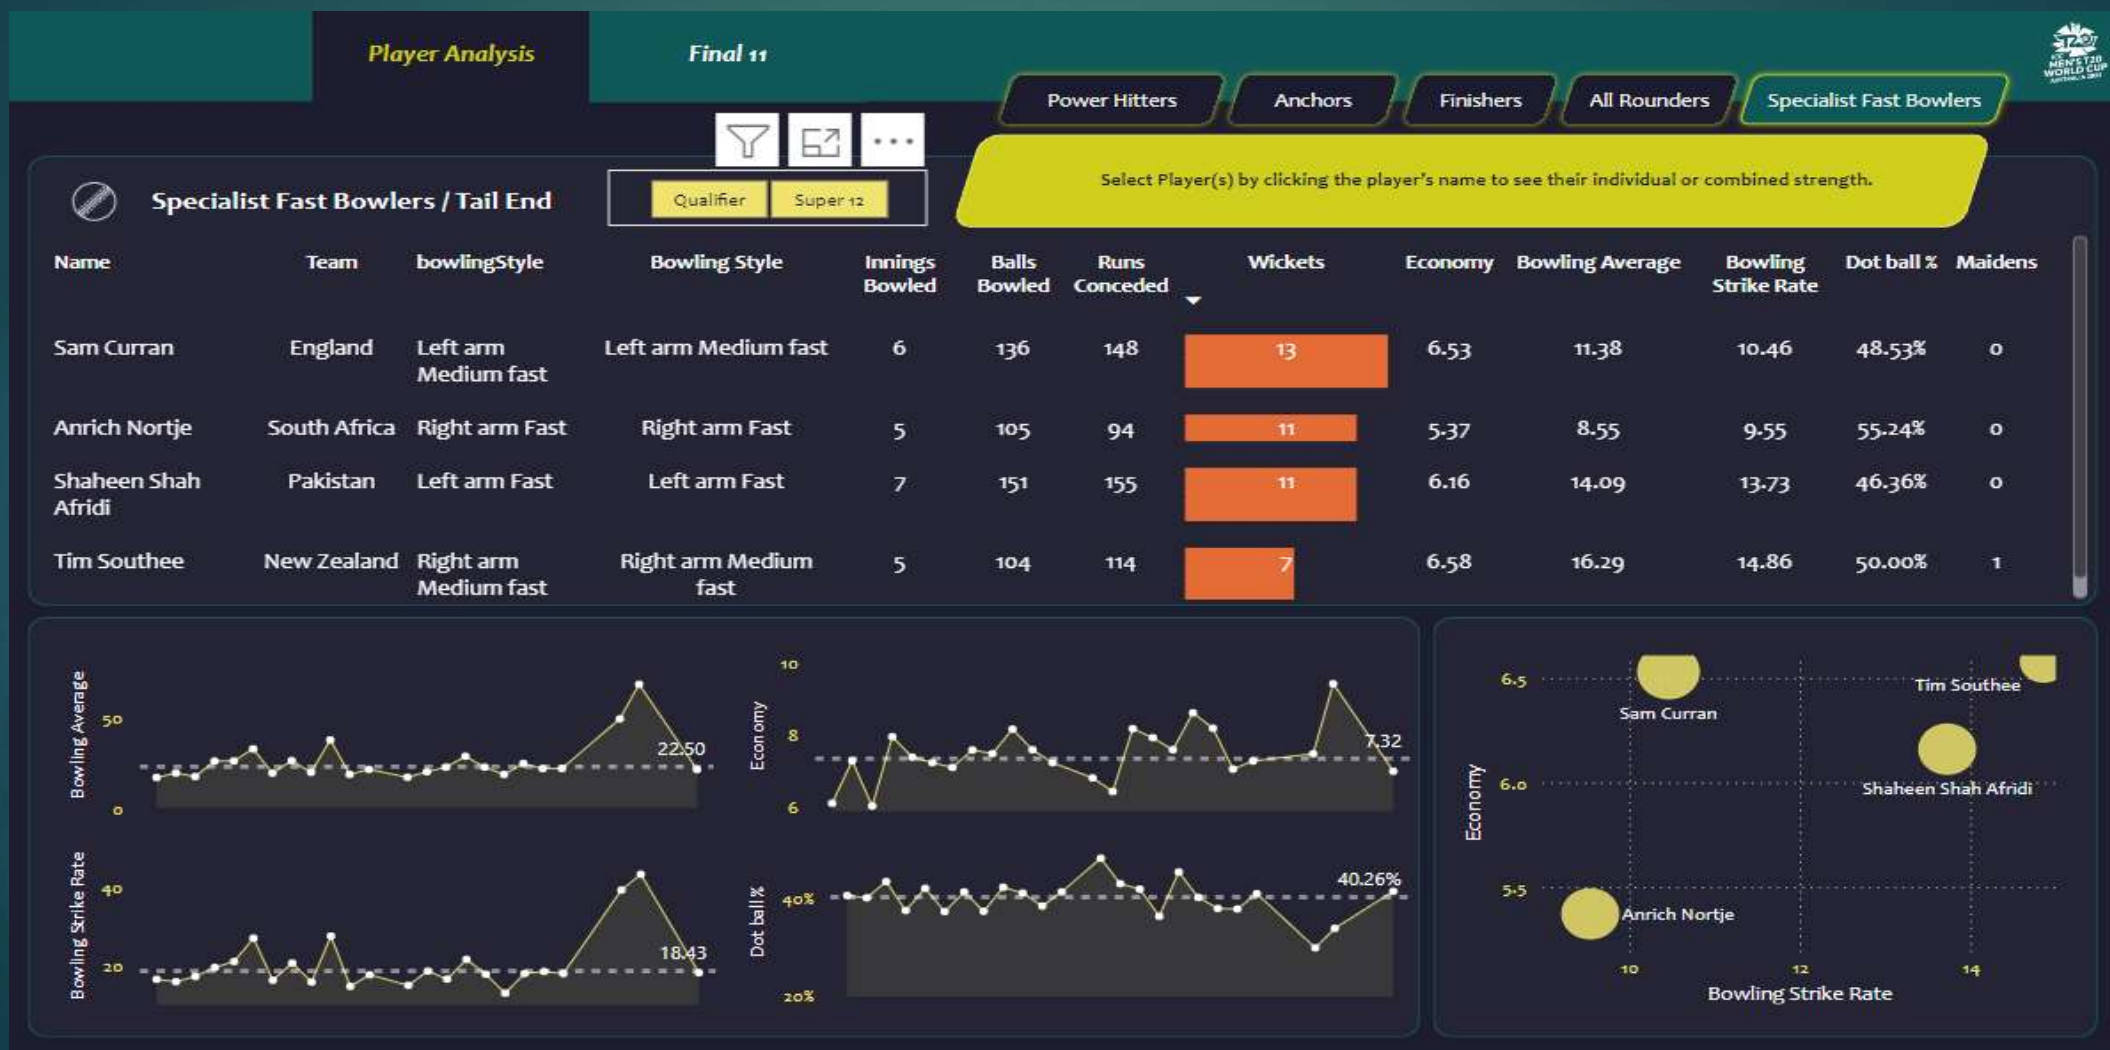 Player Analysis
Final 11
MEN'S T20
WORLD CUP
Power Hitters
Anchors
Finishers
All Rounders
Specialist Fast Bowlers
Select Player(s) by clicking the player's name to see their individual or combined strength.
Specialist Fast Bowlers / Tail End
Qualifier
Super 12
Name Team bowlingStyle Bowling Style Innings Bowled Balls Bowled Runs Conceded Wickets Economy Bowling Average Bowling Strike Rate Dot ball % Maidens
Sam Curran England Left arm Medium fast Left arm Medium fast 6 136 148 13 6.53 11.38 10.46 48.53% 0
Anrich Nortje South Africa Right arm Fast Right arm Fast 5 105 94 11 5.37 8.55 9.55 55.24% 0
Shaheen Shah Afridi Pakistan Left arm Fast Left arm Fast 7 151 155 11 6.16 14.09 13.73 46.36% 0
Tim Southee New Zealand Right arm Medium fast Right arm Medium fast 5 104 114 7 6.58 16.29 14.86 50.00% 1
Bowling Average
50
0
22.50
Economy
10
8
6
7.32
Bowling Strike Rate
40
20
18.43
Dot ball %
40%
20%
40.26%
Economy
6.5
6.0
5.5
Sam Curran
Tim Southee
Shaheen Shah Afridi
Anrich Nortje
10
12
14
Bowling Strike Rate